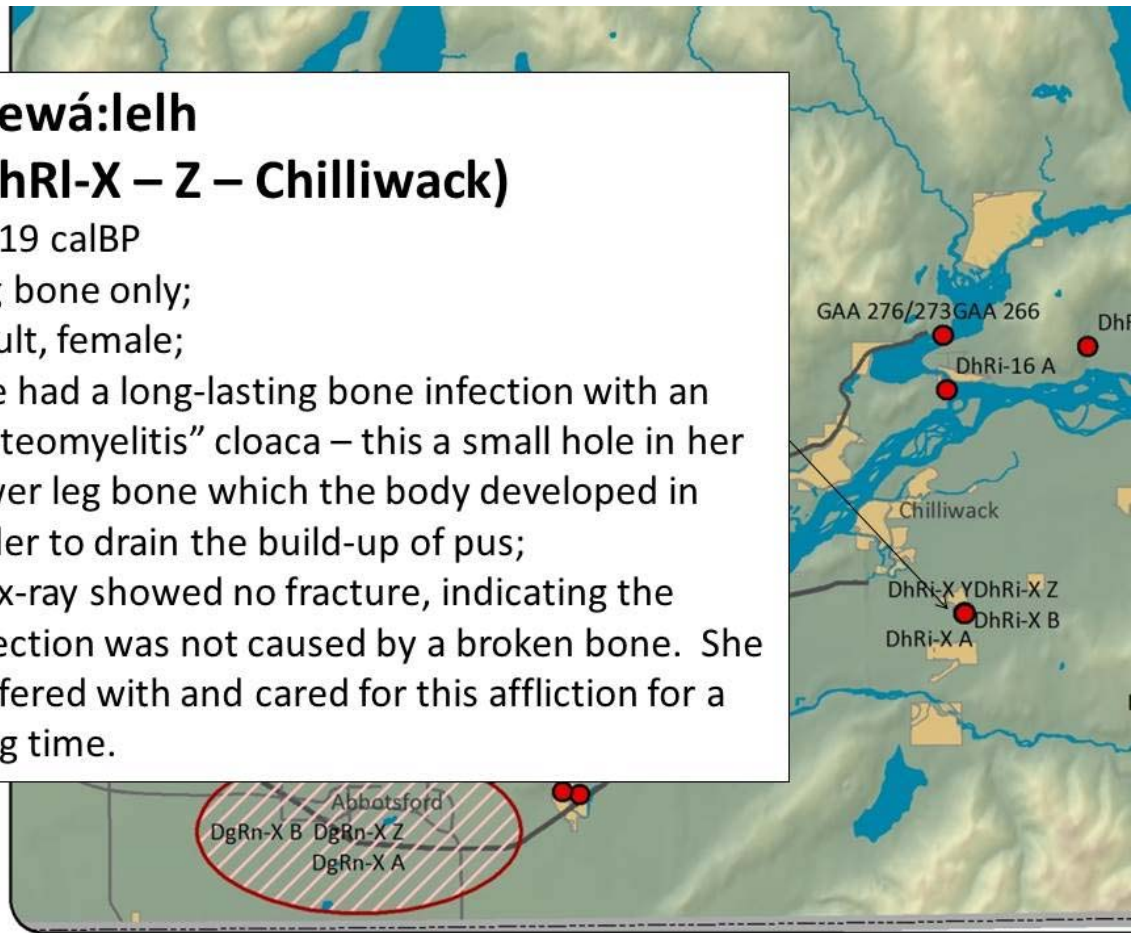 ewá:lelh
hRl-X – Z – Chilliwack)
19 calBP
g bone only;
ult, female;
e had a long-lasting bone infection with an
teomyelitis” cloaca – this a small hole in her
wer leg bone which the body developed in
der to drain the build-up of pus;
x-ray showed no fracture, indicating the
ection was not caused by a broken bone.  She
fered with and cared for this affliction for a
g time.
GAA 276/273GAA 266
DhR
DhRi-16 A
Chilliwack
DhRi-X YDhRi-X Z
DhRi-X B
DhRi-X A
Abbotsford
DgRn-X B DgRn-X Z
DgRn-X A